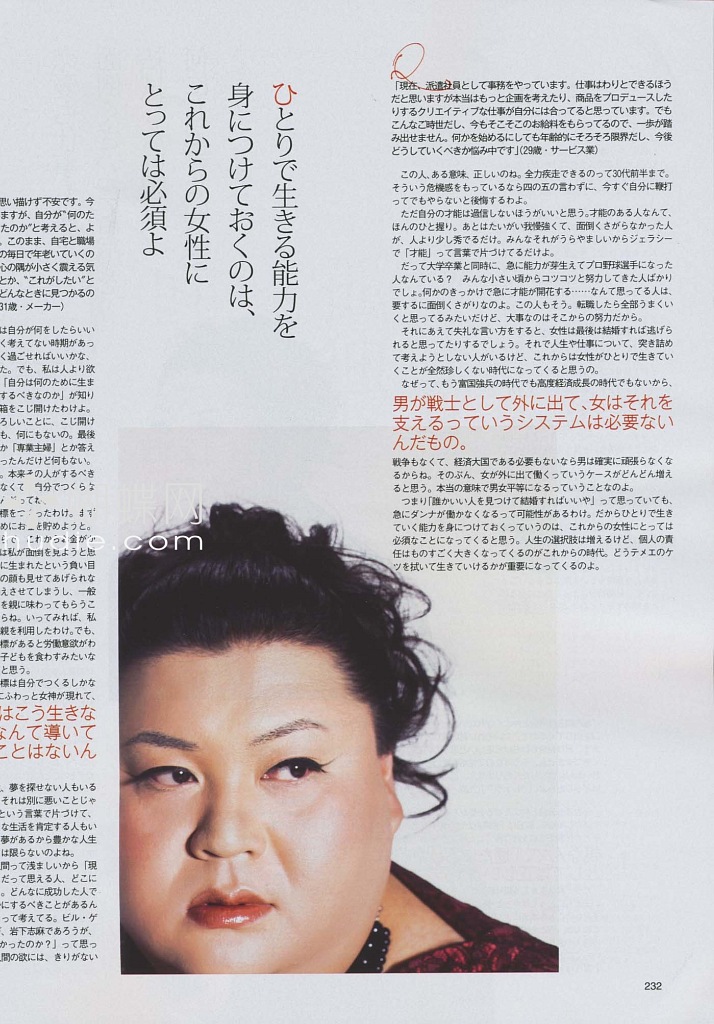 ひとりで生きる能力を
身につけておくのは、
これからの女性に
とっては必須よ
Q
「現在、派遣社員として事務をやっています。仕事はわりとできるほう
だと思いますが本当はもっと企画を考えたり、商品をプロデュースした
りするクリエイティブな仕事が自分には合ってると思っています。でも
こんなご時世だし、今もそこそこのお給料をもらってるので、一歩が踏
み出せません。何かを始めるにしても年齢的にそろそろ限界だし、今後
どうしていくべきか悩み中です」(29歳・サービス業)
この人、ある意味、正しいのね。全力疾走できるのって30代前半まで。
そういう危機感をもっているなら四の五の言わずに、今すぐ自分に鞭打
ってでもやらないと後悔するわよ。
ただ自分の才能は過信しないほうがいいと思う。才能のある人なんて、
ほんのひと握り。あとはたいがい我慢強くて、面倒くさがらなかった人
が、人より少し秀でるだけ。みんなそれがうらやましいからジェラシー
で「才能」って言葉で片づけてるだけよ。
だって大学卒業と同時に、急に能力が芽生えてプロ野球選手になった
人なんている？　みんな小さい頃からコツコツと努力してきた人ばかり
でしょ。何かのきっかけで急に才能が開花する……なんて思ってる人は、
要するに面倒くさがりなのよ。この人もそう。転職したら全部うまくい
くと思ってるみたいだけど、大事なのはそこからの努力だから。
それにあえて失礼な言い方をすると、女性は最後は結婚すれば逃げら
れると思ってたりするでしょう。それで人生や仕事について、突き詰め
て考えようとしない人がいるけど、これからは女性がひとりで生きてい
くことが全然珍しくない時代になってくると思うの。
なぜって、もう富国強兵の時代でも高度経済成長の時代でもないから、
男が戦士として外に出て、女はそれを
支えるっていうシステムは必要ない
んだもの。
戦争もなくて、経済大国である必要もないなら男は確実に頑張らなくな
るからね。そのぶん、女が外に出て働くっていうケースがどんどん増え
ると思う。本当の意味で男女平等になるっていうことなのよ。
つまり「誰かいい人を見つけて結婚すればいいや」って思っていても、
急にダンナが働かなくなるって可能性があるわけ。だからひとりで生き
ていく能力を身につけておくっていうのは、これからの女性にとっては
必須なことになってくると思う。人生の選択肢は増えるけど、個人の責
任はものすごく大きくなってくるのがこれからの時代。どうテメエのケ
ツを拭いて生きていけるかが重要になってくるのよ。
思い描けず不安です。今
ますが、自分が“何のた
たのか”と考えると、よ
。このまま、自宅と職場
の毎日で年老いていくの
心の隅が小さく震える気
とか、“これがしたい”と
どんなときに見つかるの
31歳・メーカー)
は自分が何をしたらいい
く考えてない時期があっ
く過ごせればいいかな、
た。でも、私は人より欲
「自分は何のために生ま
するべきなのか」が知り
箱をこじ開けたわけよ。
ろしいことに、こじ開け
も、何にもないの。最後
か「専業主婦」とか答え
ったんだけど何もない。
。本来その人がするべき
なくて、自分でつくらな
標をつくったわけ。まず
めにお金を貯めようと。
は私が面倒を見ようと思
に生まれたという負い目
の顔も見せてあげられな
えさせてしまうし、一般
を親に味わってもらうこ
らね。いってみれば、私
親を利用したわけ。でも、
標があると労働意欲がわ
子どもを食わすみたいな
と思う。
標は自分でつくるしかな
にふわっと女神が現れて、
はこう生きな
なんて導いて
ことはないん
、夢を探せない人もいる
それは別に悪いことじゃ
という言葉で片づけて、
な生活を肯定する人もい
夢があるから豊かな人生
は限らないのよね。
間って浅ましいから「現
だって思える人、どこに
。どんなに成功した人で
かにするべきことがあるん
って考えてる。ビル・ゲ
、岩下志麻であろうが、
かったのか？」って思っ
間の欲には、きりがない
.com
232